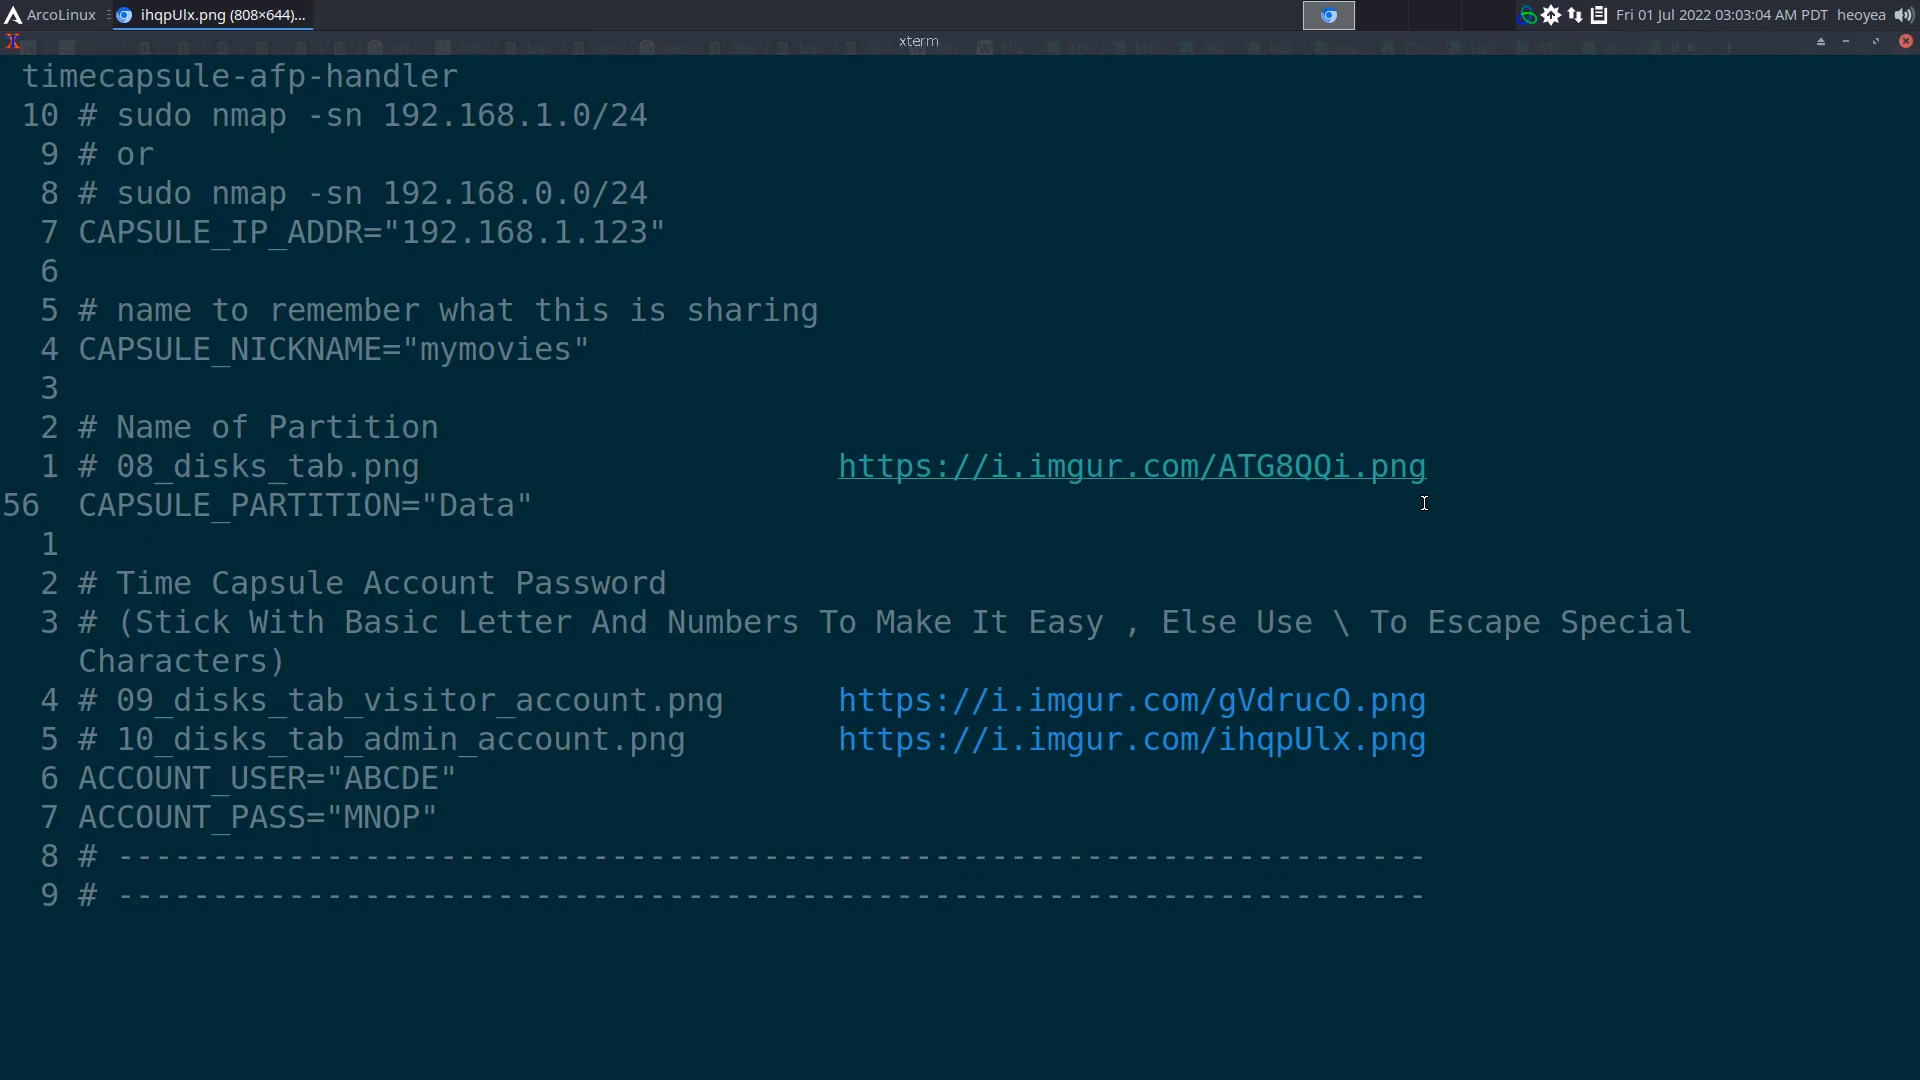 ArcoLinux
ihqpUlx.png (808×644)...
Fri 01 Jul 2022 03:03:04 AM PDT heoyea
xterm
timecapsule-afp-handler
10 # sudo nmap -sn 192.168.1.0/24
9 # or
8 # sudo nmap -sn 192.168.0.0/24
7 CAPSULE_IP_ADDR="192.168.1.123"
6
5 # name to remember what this is sharing
4 CAPSULE_NICKNAME="mymovies"
3
2 # Name of Partition
1 # 08_disks_tab.png https://i.imgur.com/ATG8QQi.png
56 CAPSULE_PARTITION="Data"
1
2 # Time Capsule Account Password
3 # (Stick With Basic Letter And Numbers To Make It Easy , Else Use \ To Escape Special
Characters)
4 # 09_disks_tab_visitor_account.png https://i.imgur.com/gVdrucO.png
5 # 10_disks_tab_admin_account.png https://i.imgur.com/ihqpUlx.png
6 ACCOUNT_USER="ABCDE"
7 ACCOUNT_PASS="MNOP"
8 # ---------------------------------------------------------------------
9 # ---------------------------------------------------------------------